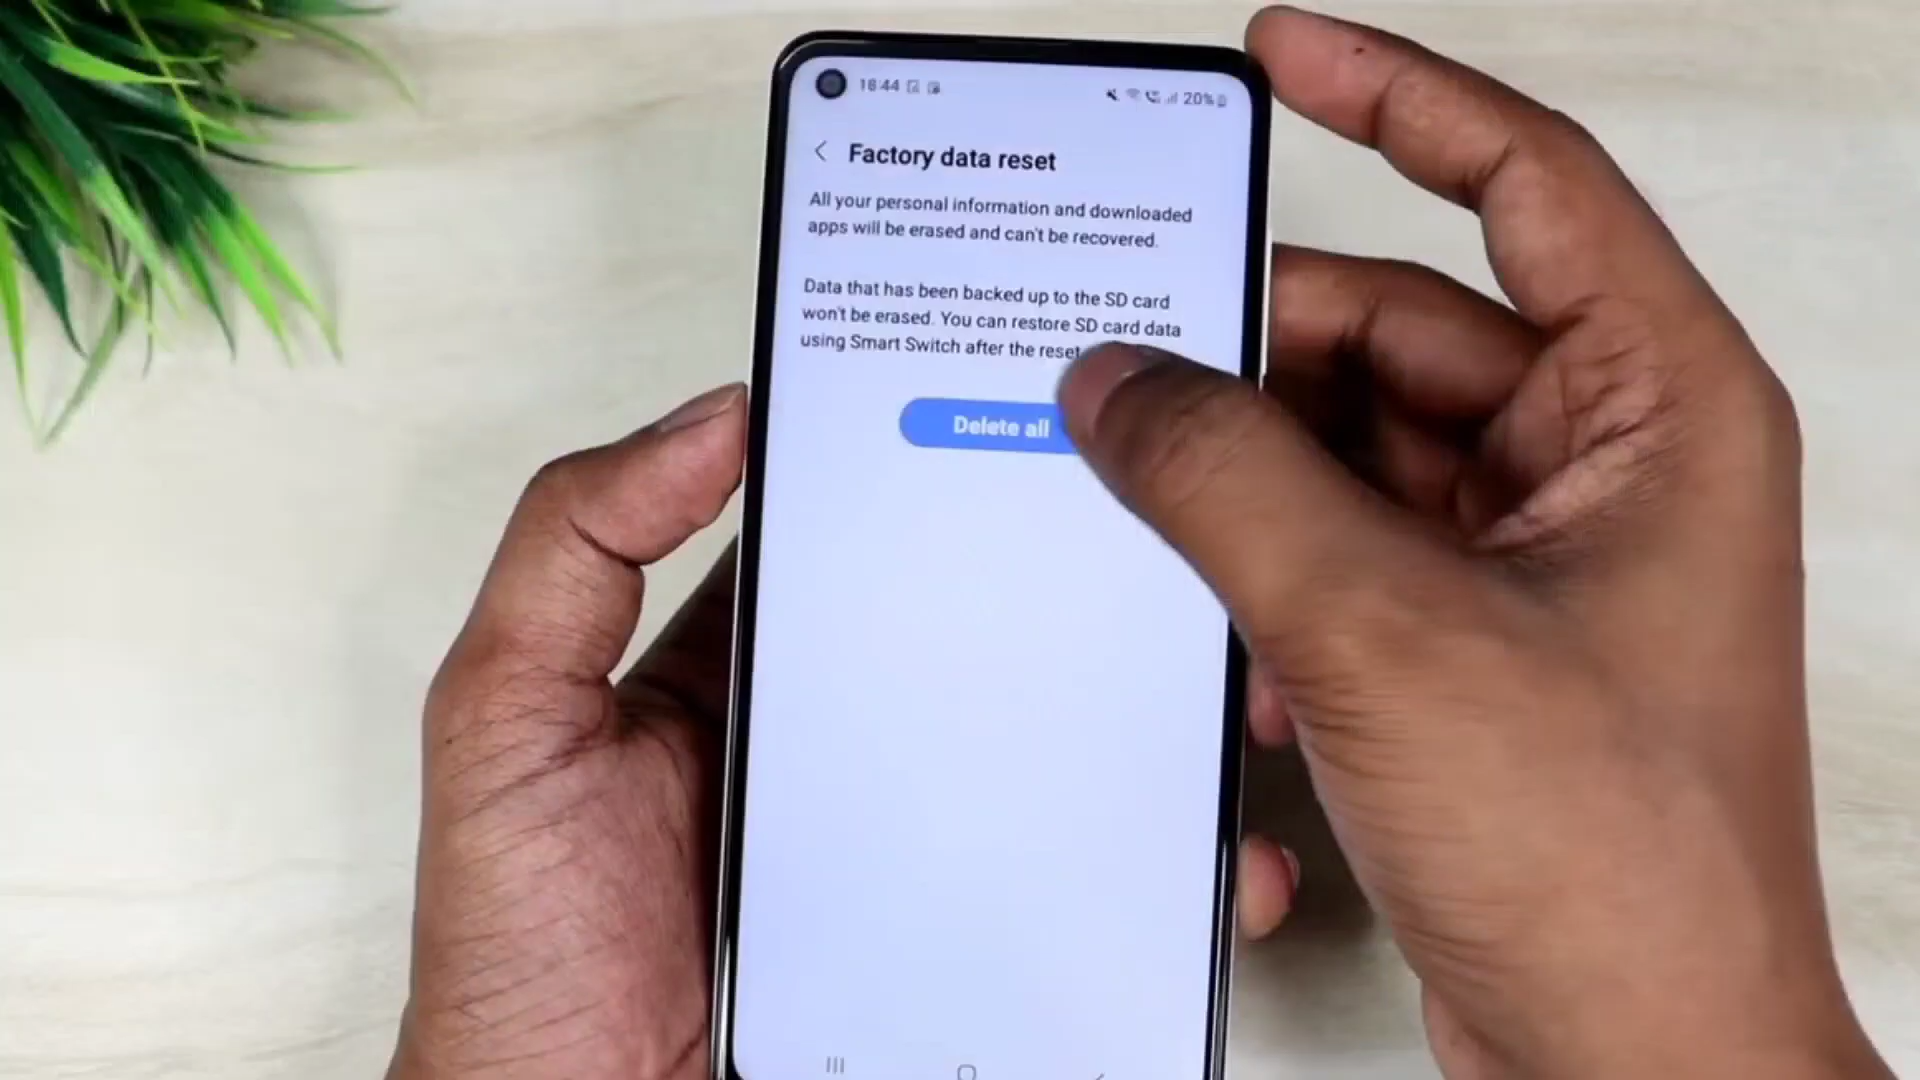 18:44
20%
Factory data reset
All your personal information and downloaded
apps will be erased and can't be recovered.
Data that has been backed up to the SD card
won't be erased. You can restore SD card data
using Smart Switch after the reset
Delete all